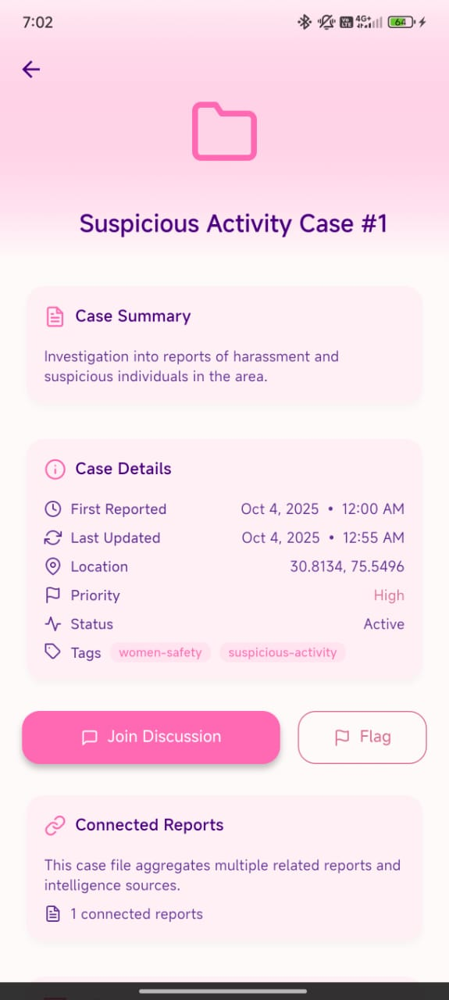 7:02
VO LTE 4G+ 64
Suspicious Activity Case #1
Case Summary
Investigation into reports of harassment and
suspicious individuals in the area.
Case Details
First Reported Oct 4, 2025 • 12:00 AM
Last Updated Oct 4, 2025 • 12:55 AM
Location 30.8134, 75.5496
Priority High
Status Active
Tags women-safety suspicious-activity
Join Discussion Flag
Connected Reports
This case file aggregates multiple related reports and
intelligence sources.
1 connected reports